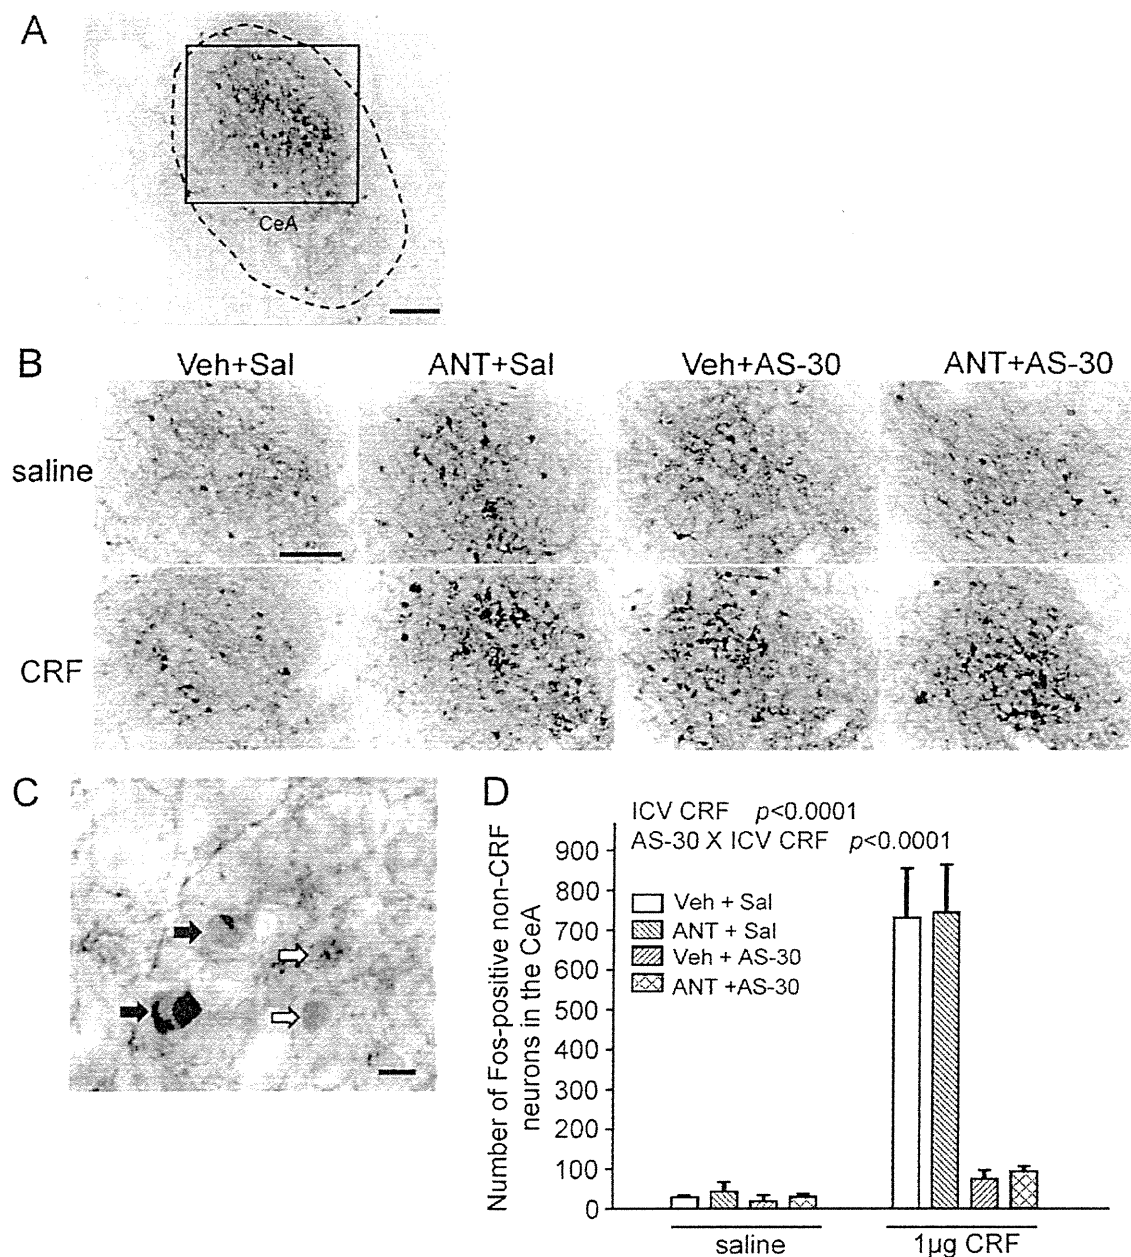 A
CeA
B
Veh+Sal ANT+Sal Veh+AS-30 ANT+AS-30
saline
CRF
C
D
ICV CRF p<0.0001
AS-30 X ICV CRF p<0.0001
Number of Fos-positive non-CRF
neurons in the CeA
900
800
700
600
500
400
300
200
100
0
Veh + Sal
ANT + Sal
Veh + AS-30
ANT +AS-30
saline 1µg CRF